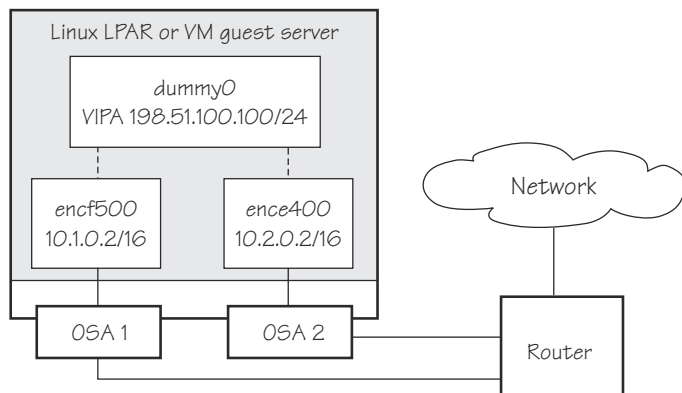 Linux LPAR or VM guest server
dummy0
VIPA 198.51.100.100/24
encf500
10.1.0.2/16
ence400
10.2.0.2/16
Network
OSA 1
OSA 2
Router